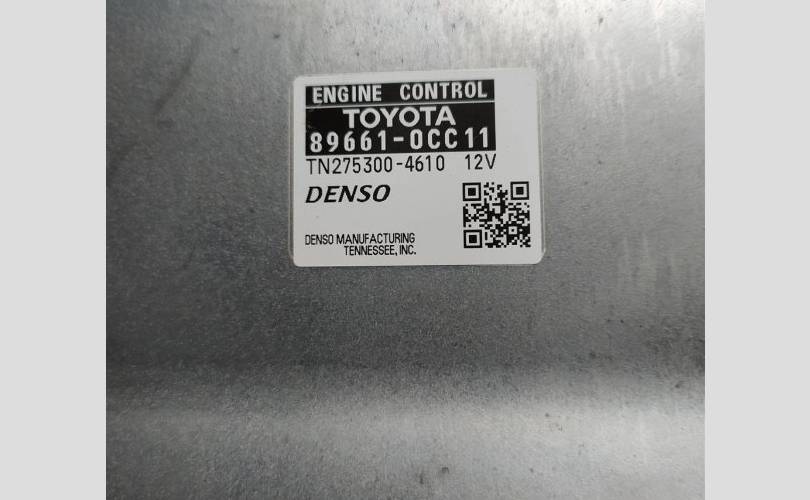 ENGINE CONTROL
TOYOTA
89661-0CC11
TN275300-4610 12V
DENSO
DENSO MANUFACTURING
TENNESSEE, INC.